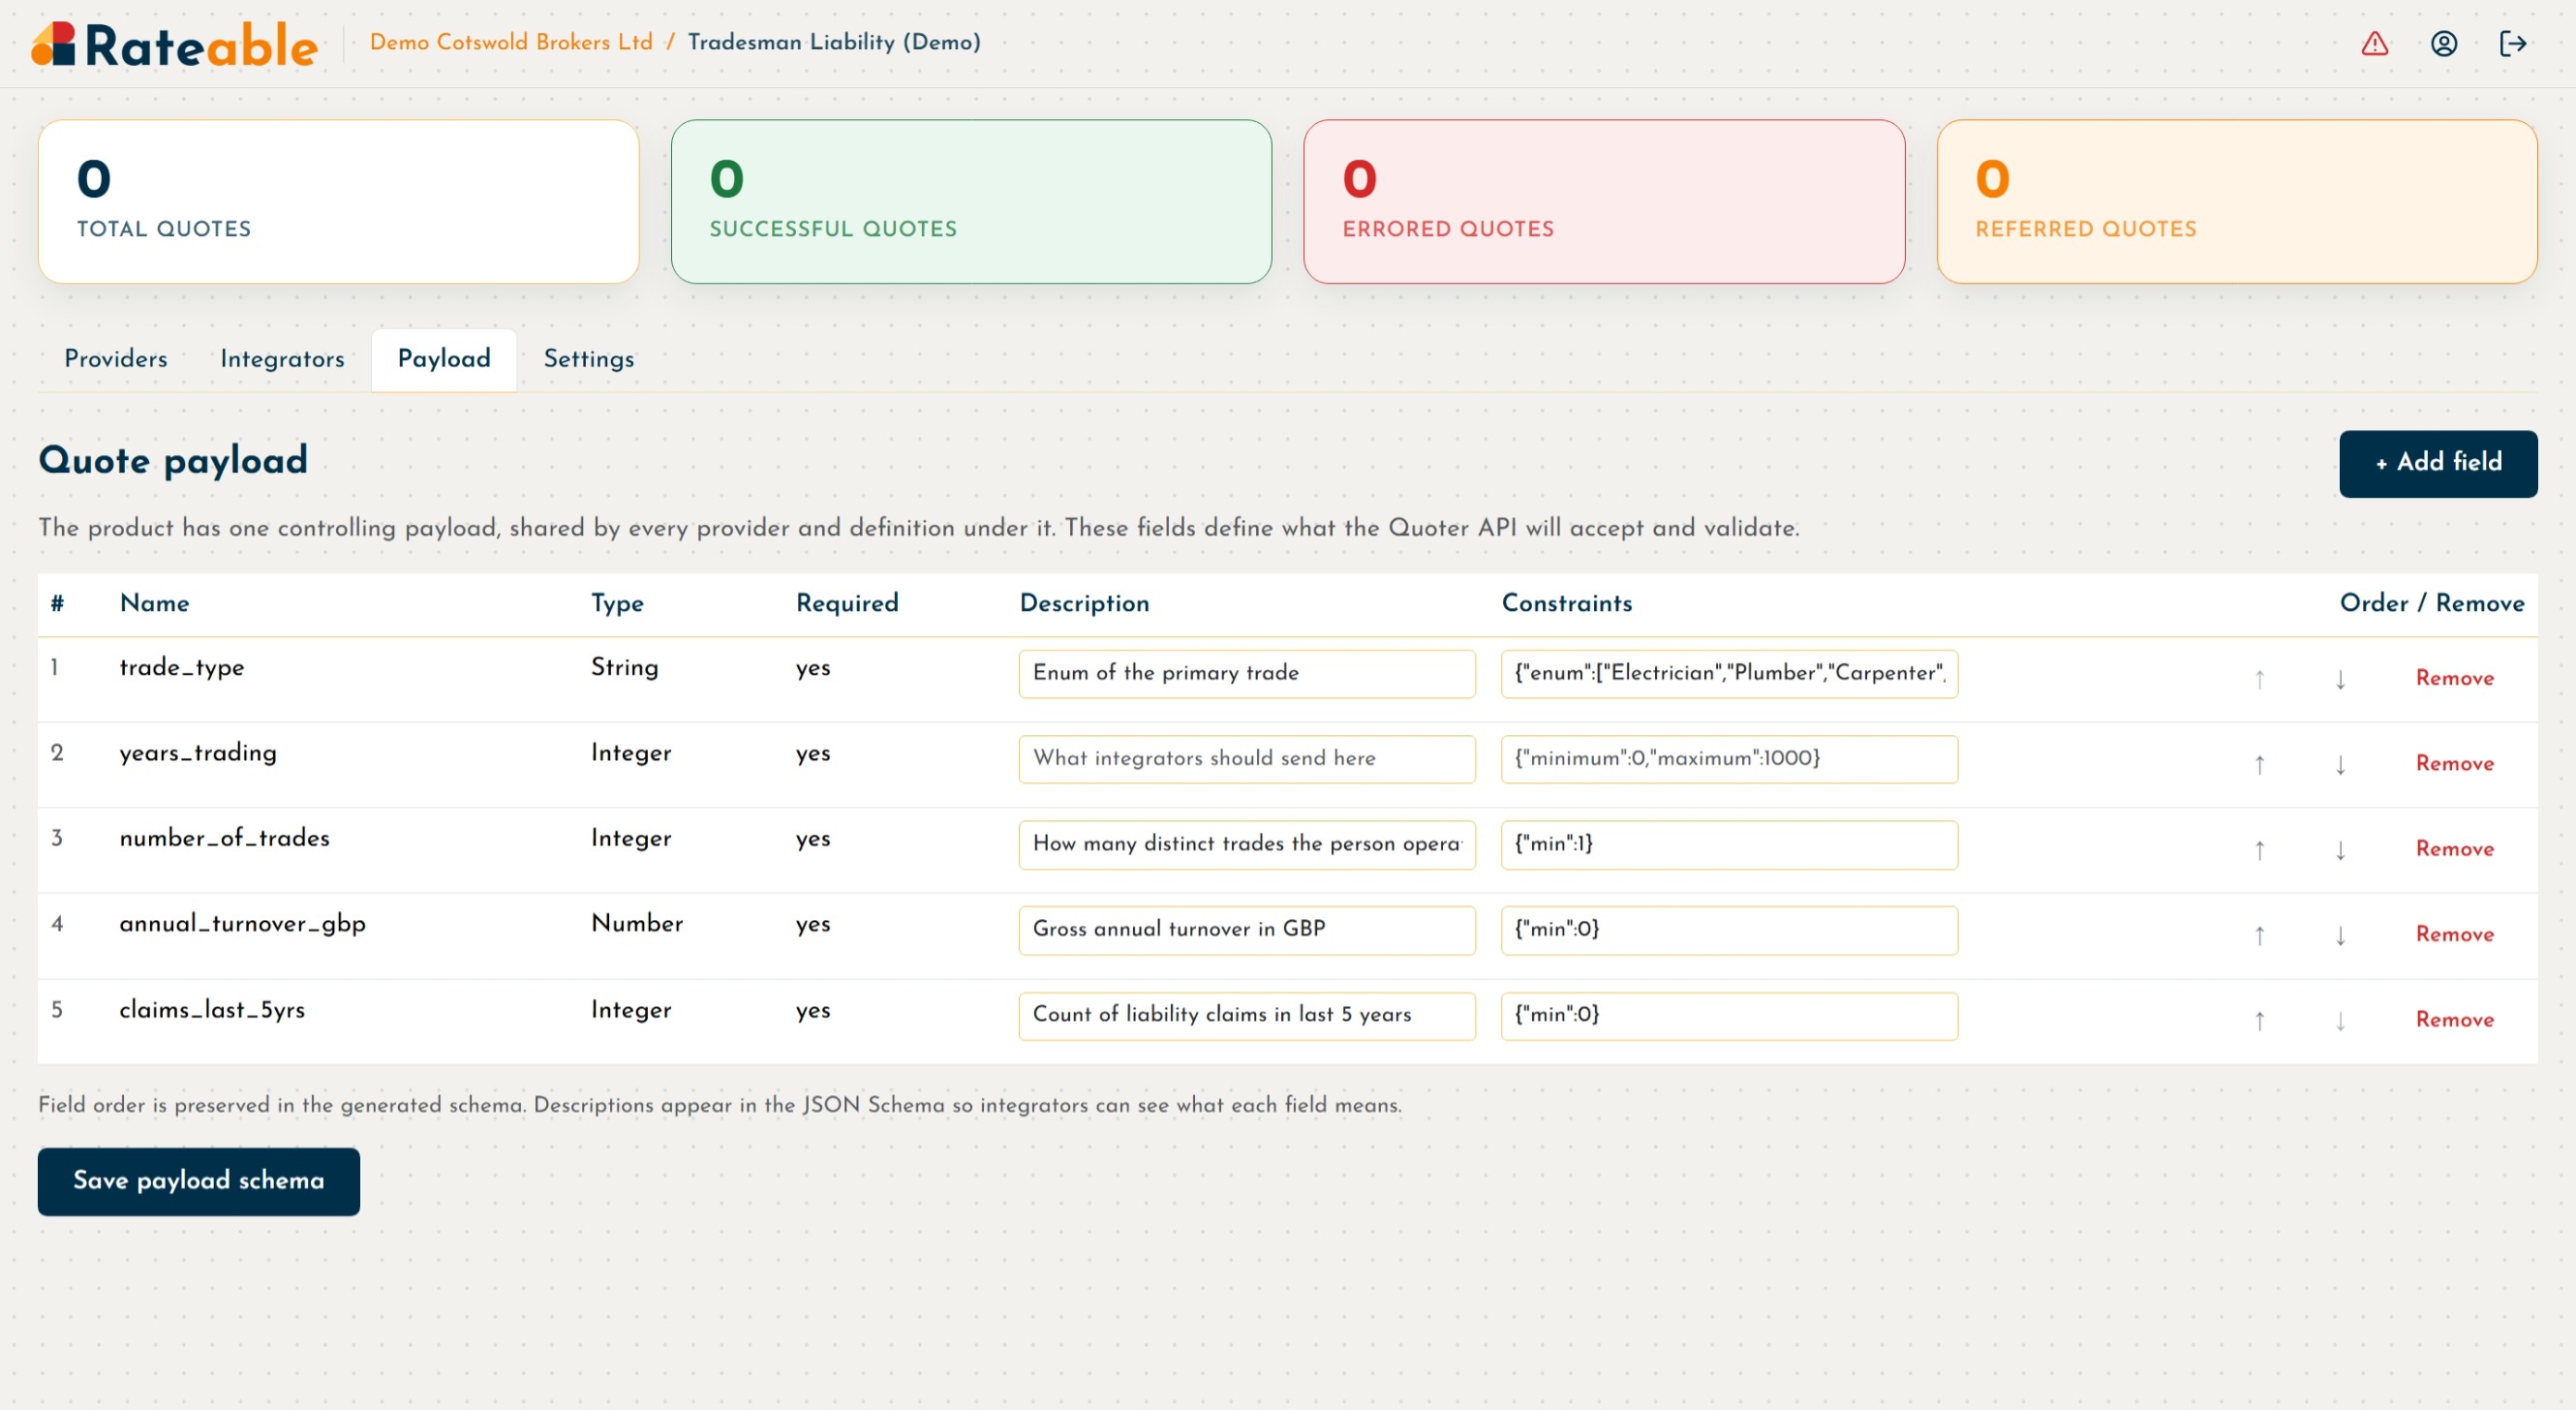 Rateable
Demo Cotswold Brokers Ltd / Tradesman Liability (Demo)
0
TOTAL QUOTES
0
SUCCESSFUL QUOTES
0
ERRORED QUOTES
0
REFERRED QUOTES
Providers Integrators Payload Settings
Quote payload
+ Add field
The product has one controlling payload, shared by every provider and definition under it. These fields define what the Quoter API will accept and validate.
# Name Type Required Description Constraints Order / Remove
1 trade_type String yes Enum of the primary trade {"enum":["Electrician","Plumber","Carpenter", ↑ ↓ Remove
2 years_trading Integer yes What integrators should send here {"minimum":0,"maximum":1000} ↑ ↓ Remove
3 number_of_trades Integer yes How many distinct trades the person opera {"min":1} ↑ ↓ Remove
4 annual_turnover_gbp Number yes Gross annual turnover in GBP {"min":0} ↑ ↓ Remove
5 claims_last_5yrs Integer yes Count of liability claims in last 5 years {"min":0} ↑ ↓ Remove
Field order is preserved in the generated schema. Descriptions appear in the JSON Schema so integrators can see what each field means.
Save payload schema